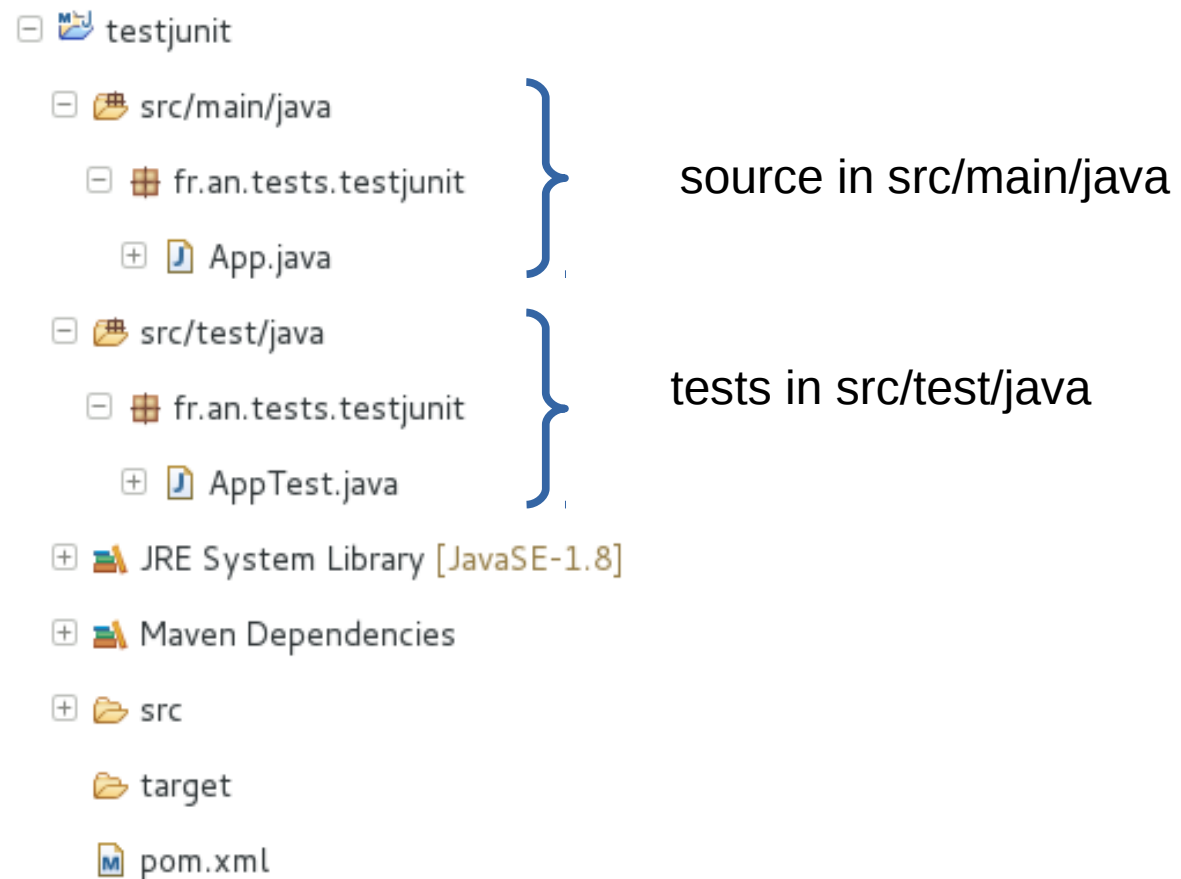 testjunit
src/main/java
fr.an.tests.testjunit
source in src/main/java
App.java
src/test/java
fr.an.tests.testjunit
tests in src/test/java
AppTest.java
JRE System Library [JavaSE-1.8]
Maven Dependencies
src
target
pom.xml